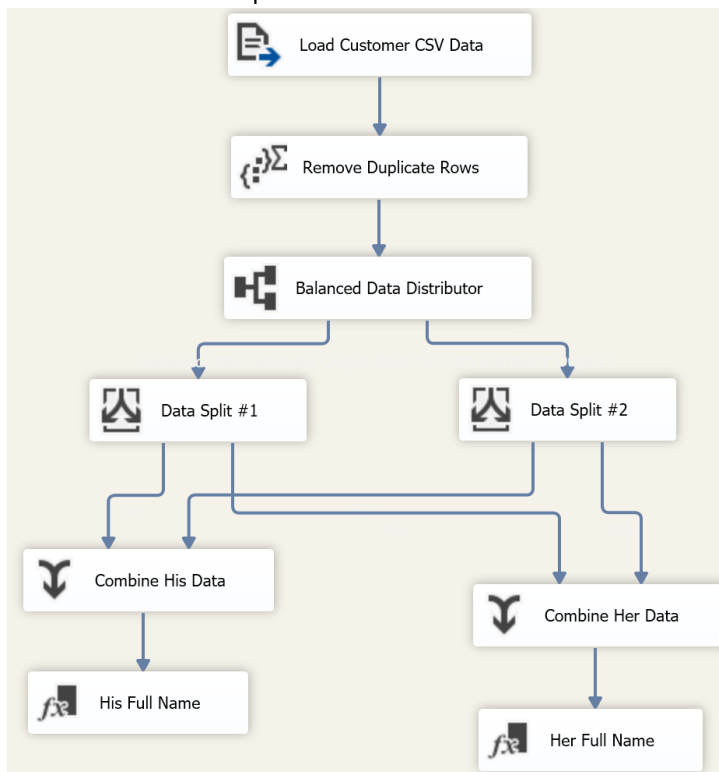 Load Customer CSV Data
Remove Duplicate Rows
Balanced Data Distributor
Data Split #1
Data Split #2
Combine His Data
Combine Her Data
His Full Name
Her Full Name